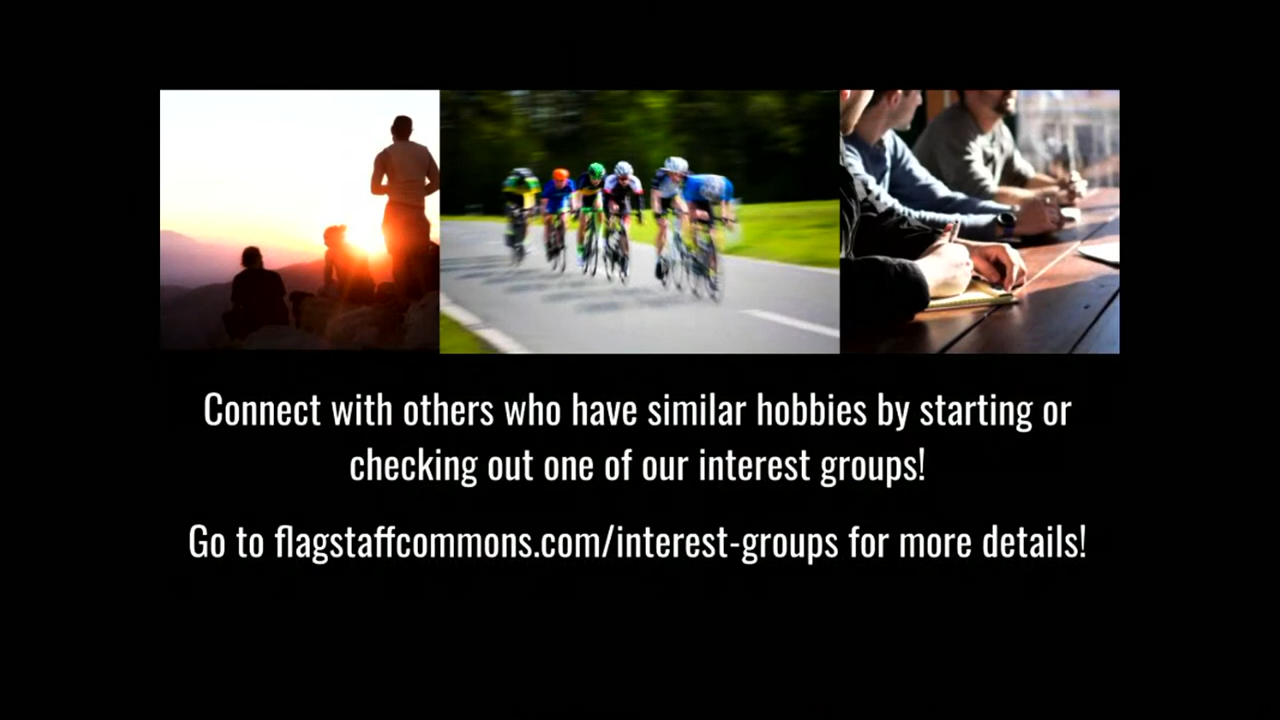 Connect with others who have similar hobbies by starting or
checking out one of our interest groups!
Go to flagstaffcommons.com/interest-groups for more details!